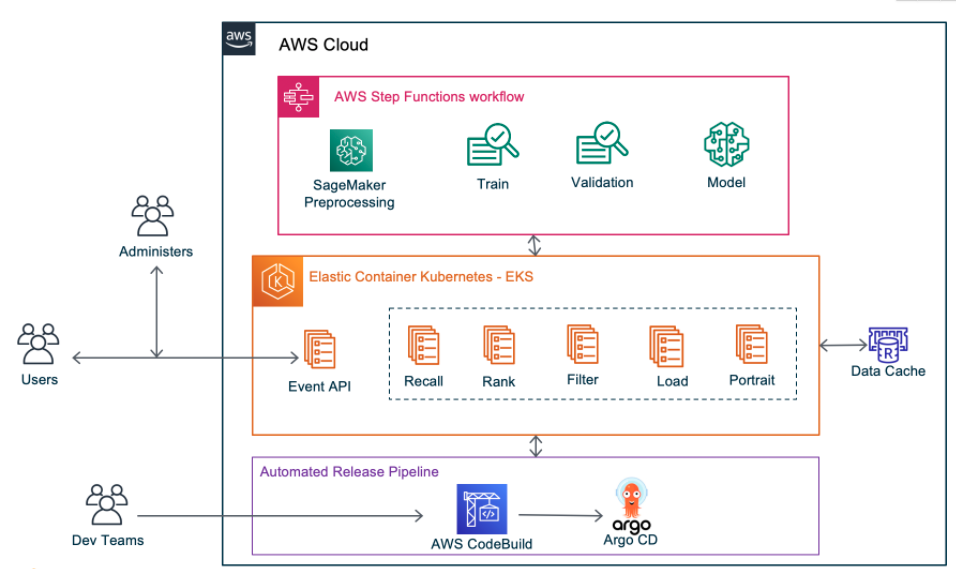 aws
AWS Cloud
AWS Step Functions workflow
SageMaker
Preprocessing
Train
Validation
Model
Administers
Elastic Container Kubernetes - EKS
K
Users
Event API
Recall
Rank
Filter
Load
Portrait
R
Data Cache
Automated Release Pipeline
Dev Teams
</>
AWS CodeBuild
argo
Argo CD